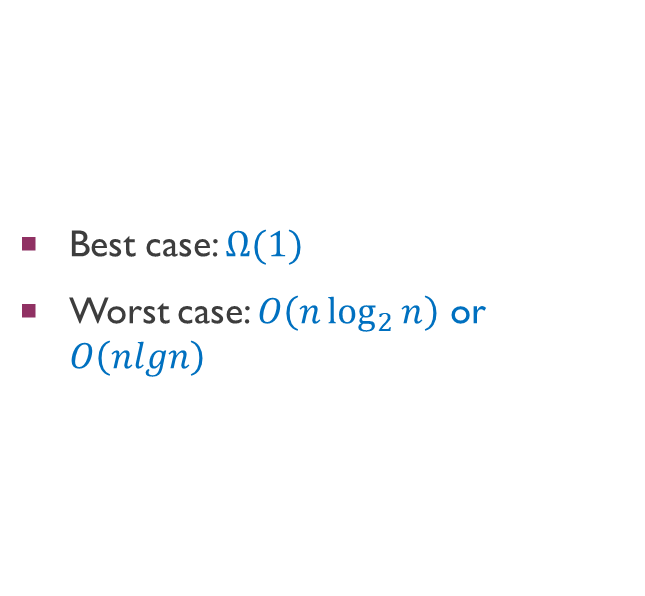 ▪ Best case: Ω(1)
▪ Worst case: O(n log₂ n) or
O(nlgn)